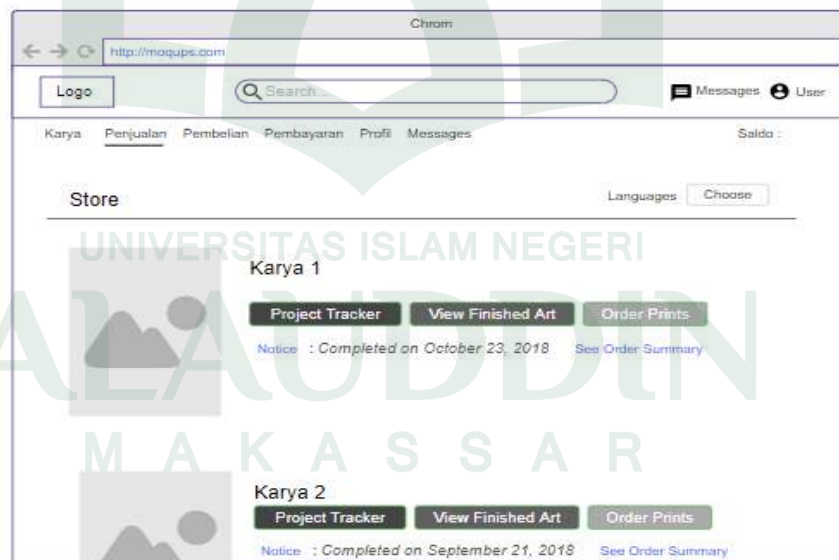 Chrom
http://moqups.com
Logo Search... Messages User
Karya Penjualan Pembelian Pembayaran Profil Messages Saldo :
Store Languages Choose
UNIVERSITAS ISLAM NEGERI
Karya 1
Project Tracker View Finished Art Order Prints
Notice : Completed on October 23, 2018 See Order Summary
ALAUDDIN
MAKASSAR
Karya 2
Project Tracker View Finished Art Order Prints
Notice : Completed on September 21, 2018 See Order Summary